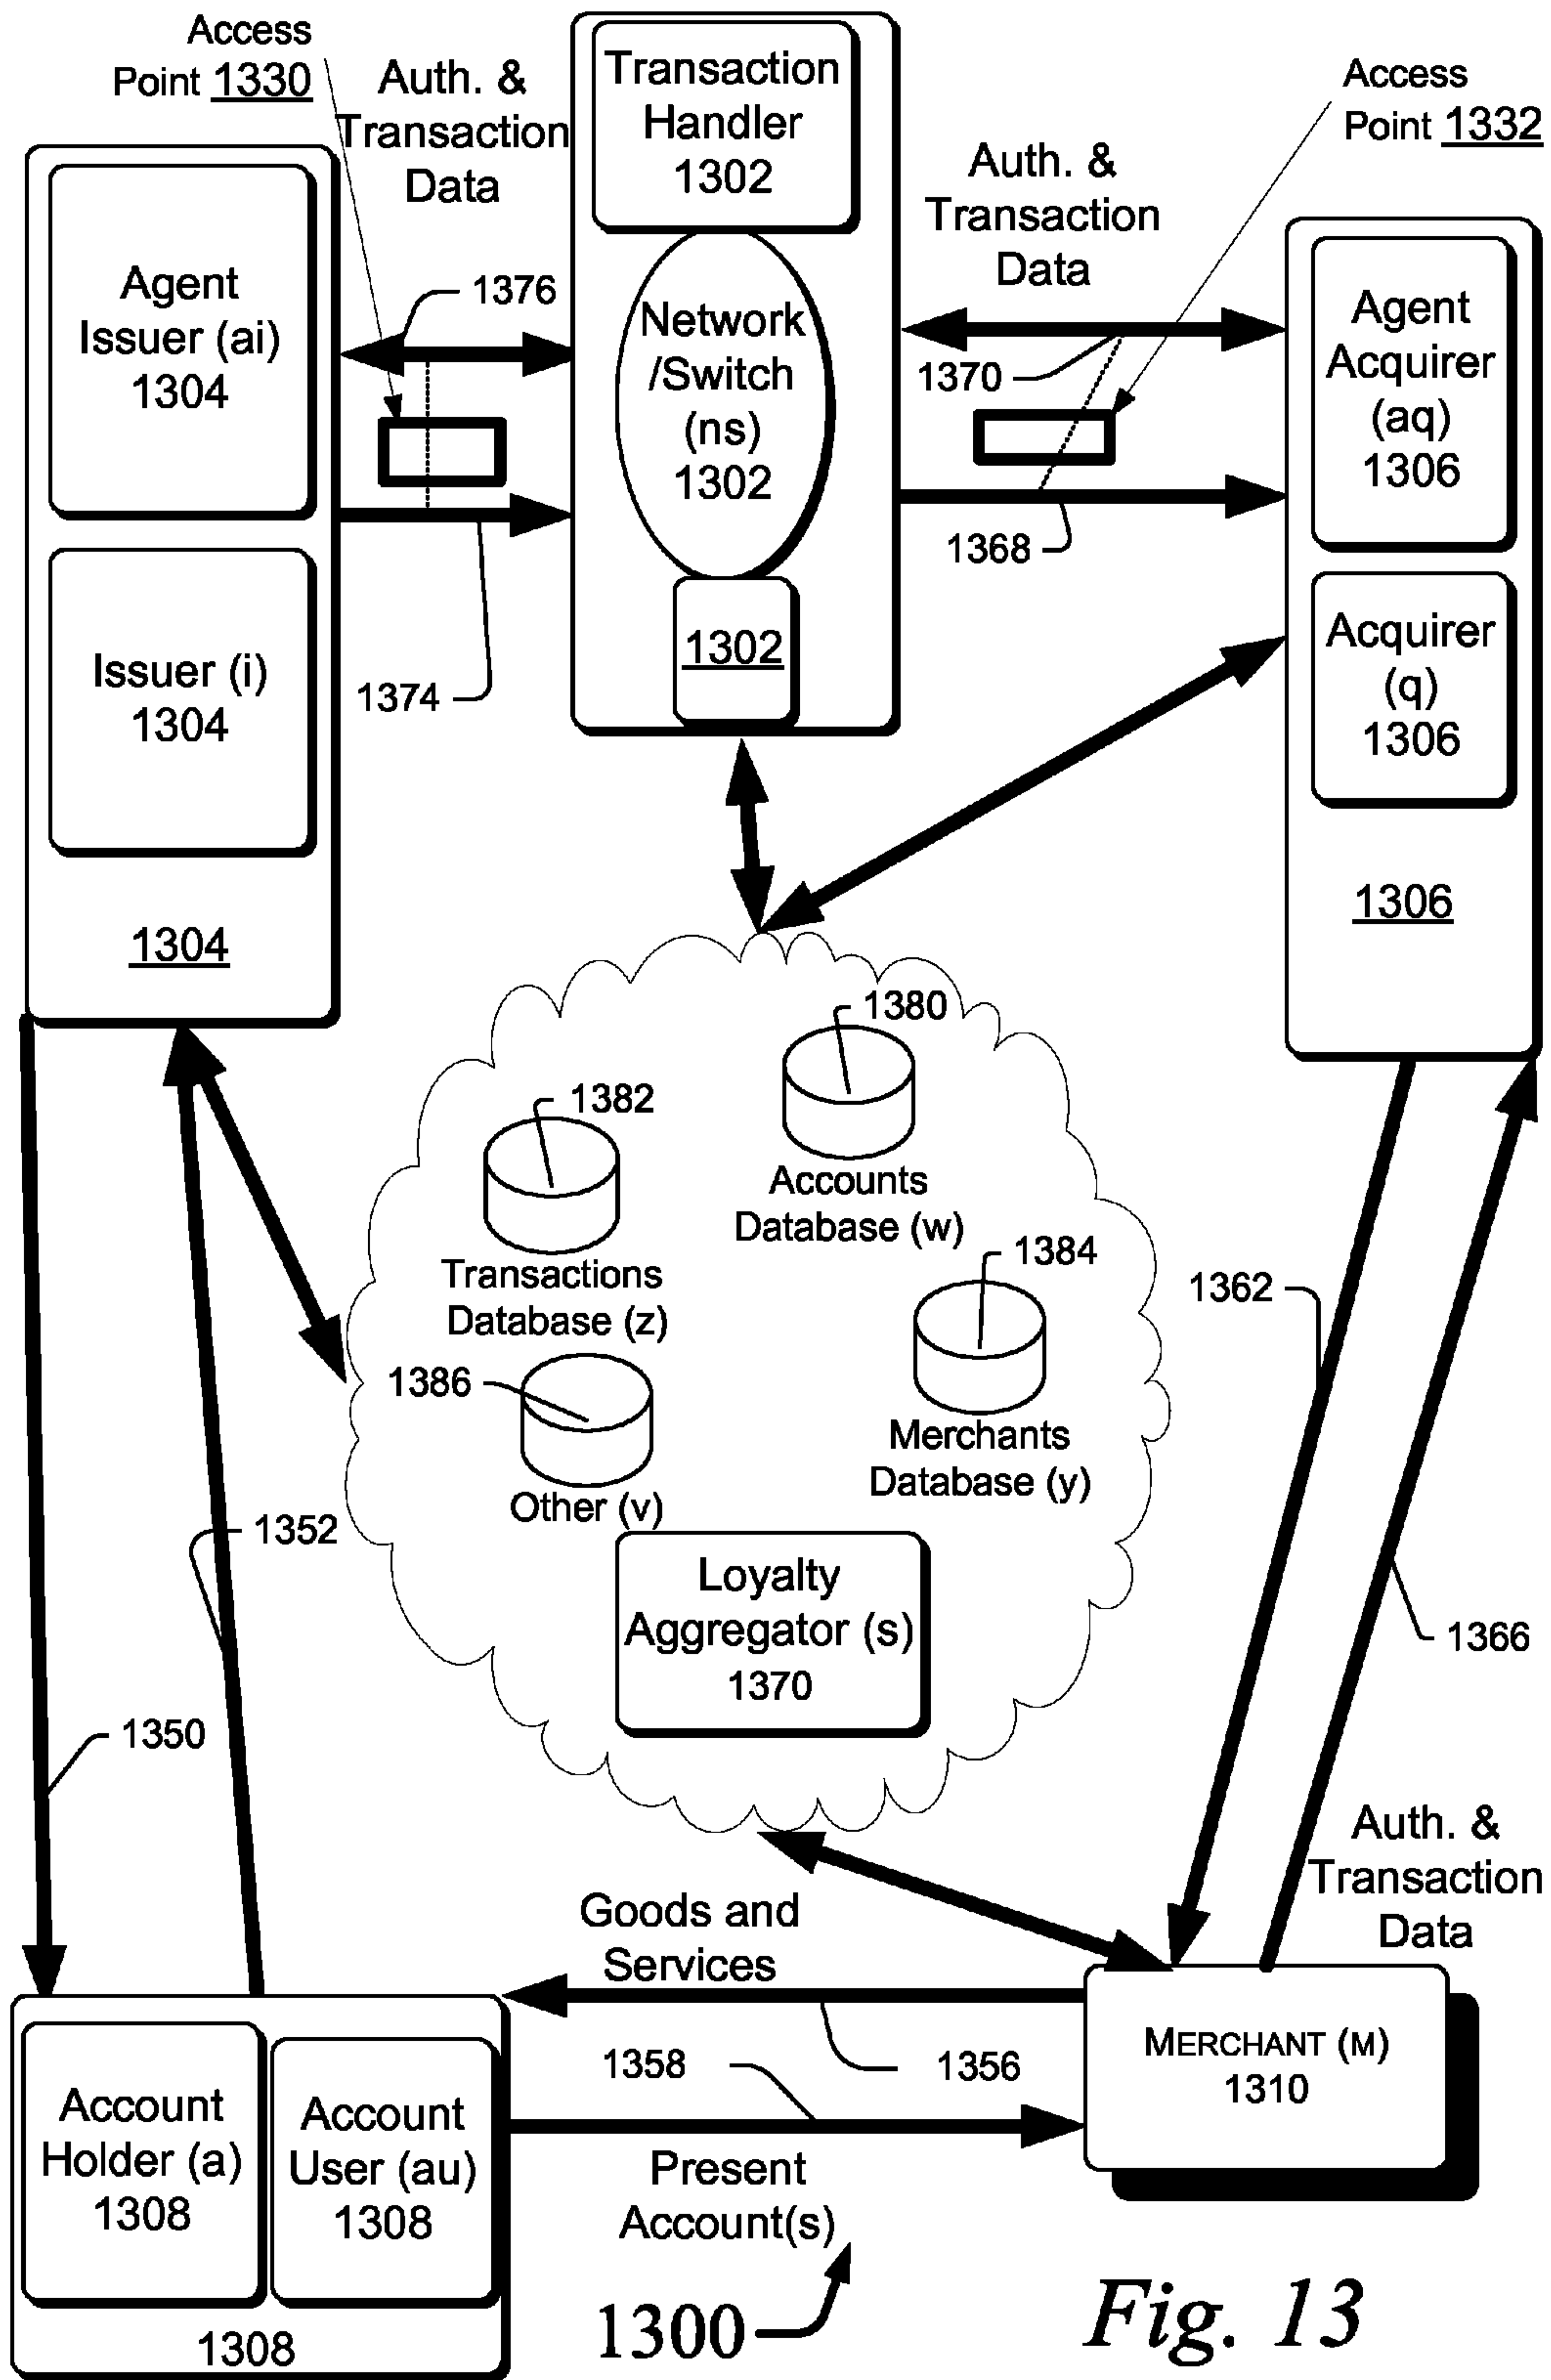 Access
Point 1330
Auth. &
Transaction
Data
Transaction
Handler
1302
Access
Point 1332
Auth. &
Transaction
Data
Agent
Issuer (ai)
1304
1376
Network
/Switch
(ns)
1302
1370
Agent
Acquirer
(aq)
1306
1368
Issuer (i)
1304
1374
1302
Acquirer
(q)
1306
1304
1306
1380
1382
Accounts
Database (w)
1384
Transactions
Database (z)
1362
1386
Merchants
Database (y)
Other (v)
1352
Loyalty
Aggregator (s)
1370
1366
1350
Auth. &
Transaction
Data
Goods and
Services
1358
1356
MERCHANT (M)
1310
Account
Holder (a)
1308
Account
User (au)
1308
Present
Account(s)
1308
1300
Fig. 13